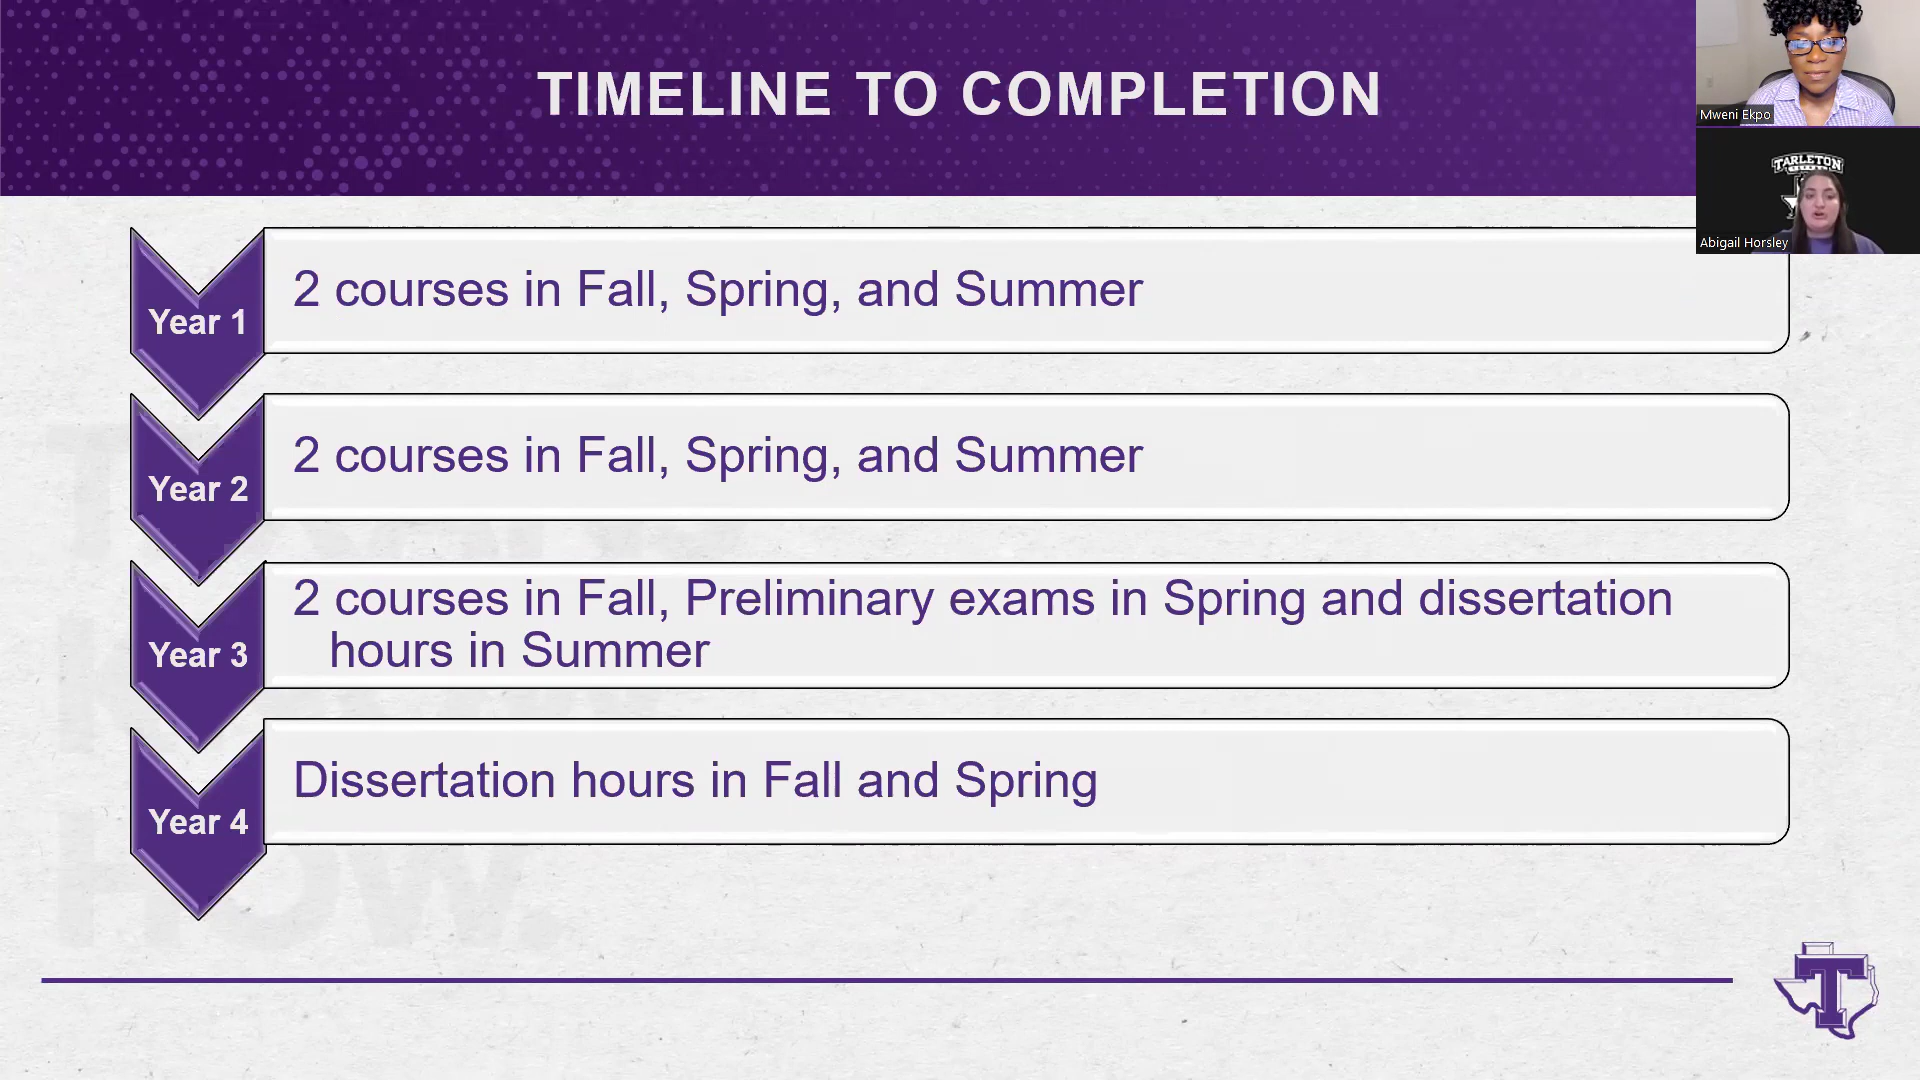 TIMELINE TO COMPLETION
Mweni Ekpo
TARLETON
Abigail Horsley
Year 1
2 courses in Fall, Spring, and Summer
Year 2
2 courses in Fall, Spring, and Summer
Year 3
2 courses in Fall, Preliminary exams in Spring and dissertation
hours in Summer
Year 4
Dissertation hours in Fall and Spring
HOW.
T